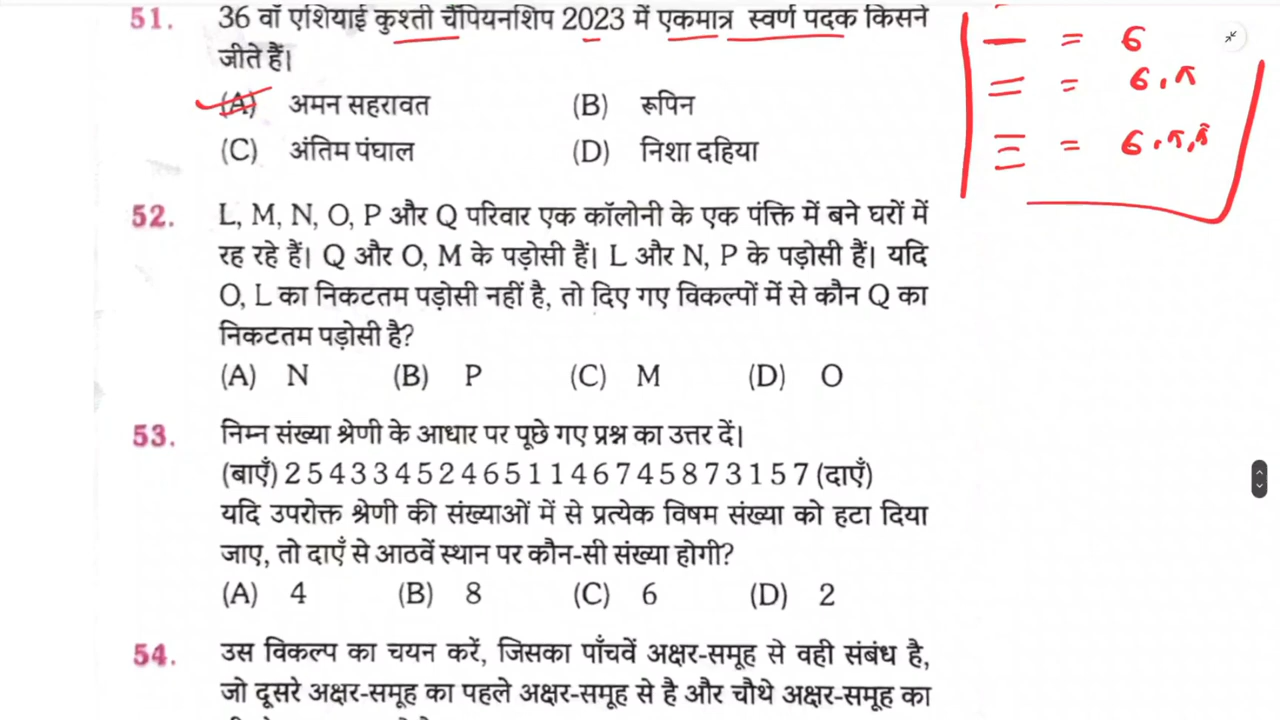 51. 36 वाँ एशियाई कुश्ती चैंपियनशिप 2023 में एकमात्र स्वर्ण पदक किसने
जीते हैं।
(A) अमन सहरावत (B) रूपिन
(C) अंतिम पंघाल (D) निशा दहिया
52. L, M, N, O, P और Q परिवार एक कॉलोनी के एक पंक्ति में बने घरों में
रह रहे हैं। Q और O, M के पड़ोसी हैं। L और N, P के पड़ोसी हैं। यदि
O, L का निकटतम पड़ोसी नहीं है, तो दिए गए विकल्पों में से कौन Q का
निकटतम पड़ोसी है?
(A) N (B) P (C) M (D) O
53. निम्न संख्या श्रेणी के आधार पर पूछे गए प्रश्न का उत्तर दें।
(बाएँ) 2 5 4 3 3 4 5 2 4 6 5 1 1 4 6 7 4 5 8 7 3 1 5 7 (दाएँ)
यदि उपरोक्त श्रेणी की संख्याओं में से प्रत्येक विषम संख्या को हटा दिया
जाए, तो दाएँ से आठवें स्थान पर कौन-सी संख्या होगी?
(A) 4 (B) 8 (C) 6 (D) 2
54. उस विकल्प का चयन करें, जिसका पाँचवें अक्षर-समूह से वही संबंध है,
जो दूसरे अक्षर-समूह का पहले अक्षर-समूह से है और चौथे अक्षर-समूह का
= 6
= 6
= 6